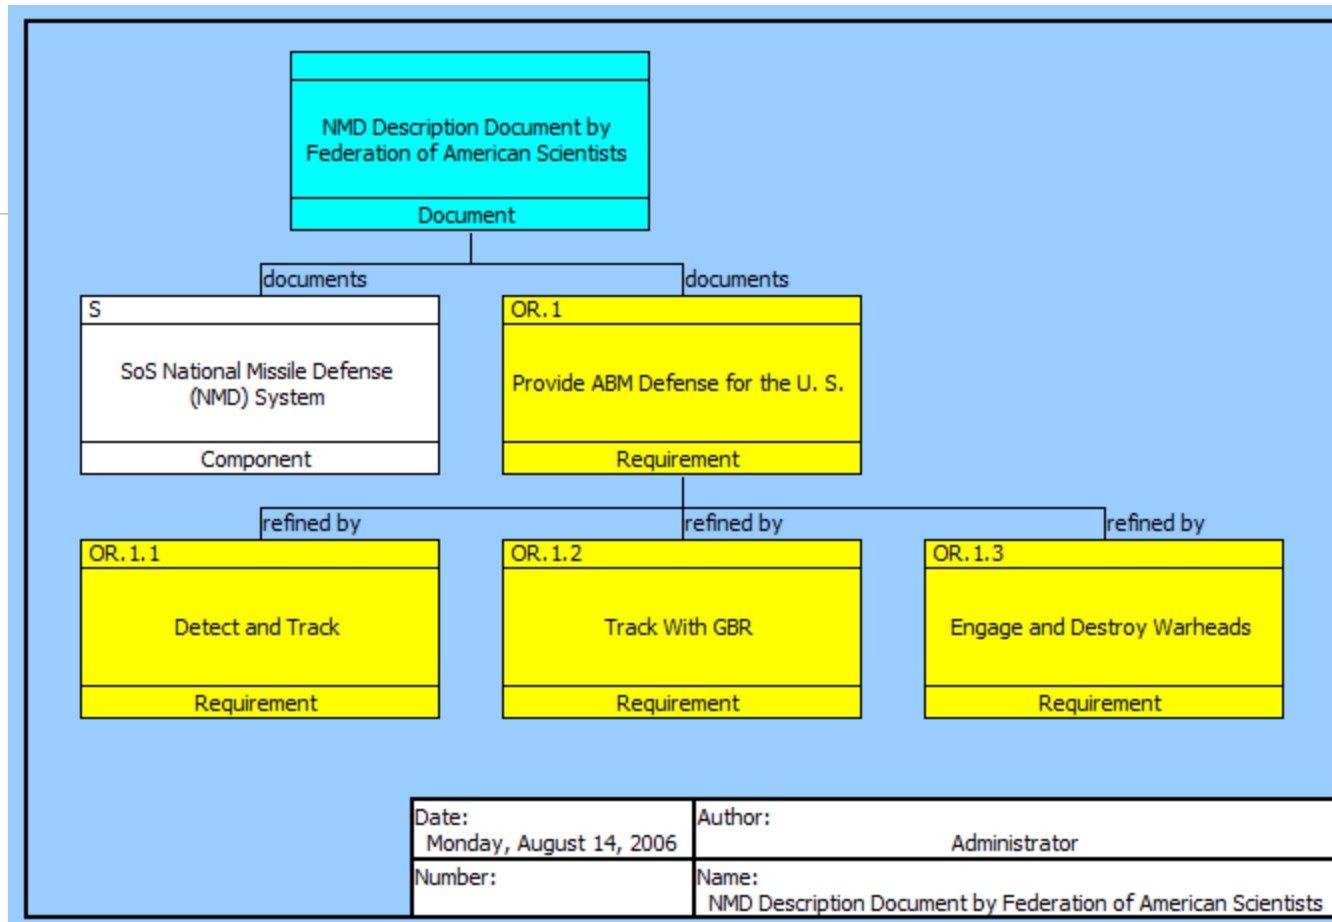 NMD Description Document by
Federation of American Scientists
Document
documents
documents
S
SoS National Missile Defense
(NMD) System
Component
OR.1
Provide ABM Defense for the U. S.
Requirement
refined by
refined by
refined by
OR.1.1
Detect and Track
Requirement
OR.1.2
Track With GBR
Requirement
OR.1.3
Engage and Destroy Warheads
Requirement
Date:
Monday, August 14, 2006
Author:
Administrator
Number:
Name:
NMD Description Document by Federation of American Scientists